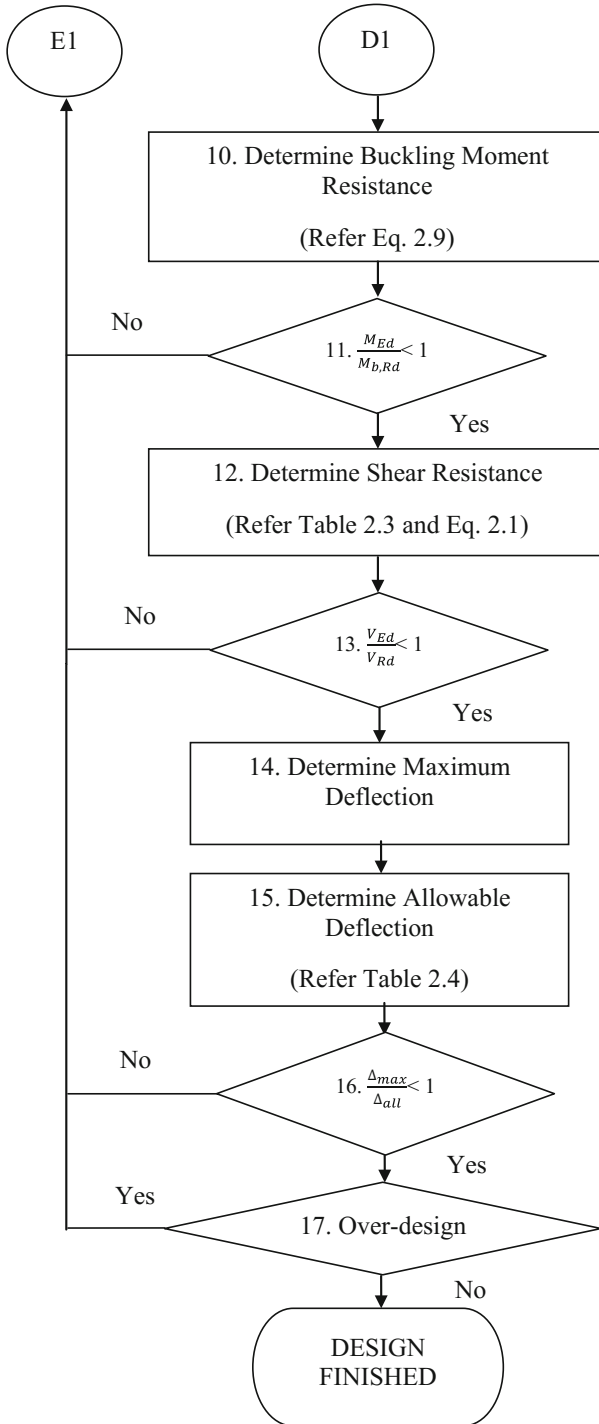 E1
D1
10. Determine Buckling Moment
Resistance
(Refer Eq. 2.9)
No
11. M_Ed/M_b,Rd < 1
Yes
12. Determine Shear Resistance
(Refer Table 2.3 and Eq. 2.1)
No
13. V_Ed/V_Rd < 1
Yes
14. Determine Maximum
Deflection
15. Determine Allowable
Deflection
(Refer Table 2.4)
No
16. Δ_max/Δ_all < 1
Yes
Yes
17. Over-design
No
DESIGN
FINISHED